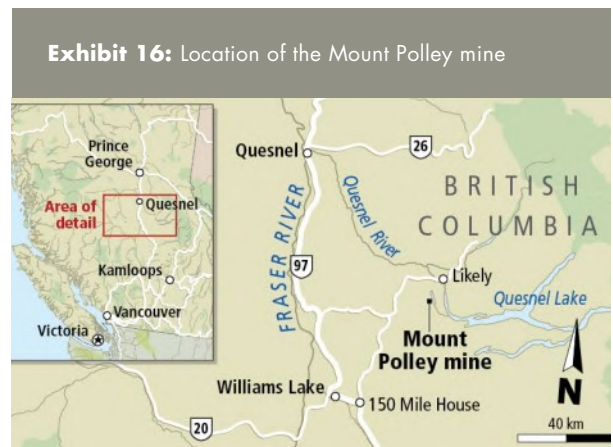 Exhibit 16: Location of the Mount Polley mine
Prince
George
Quesnel
Area of
detail
Kamloops
Vancouver
Victoria
Quesnel
26
BRITISH
COLUMBIA
Quesnel
River
FRASER RIVER
97
Likely
Quesnel Lake
Mount
Polley mine
Williams Lake
150 Mile House
20
N
40 km